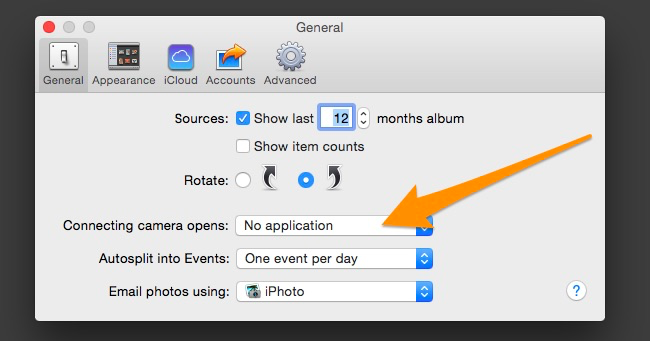 General
General Appearance iCloud Accounts Advanced
Sources: Show last 12 months album
Show item counts
Rotate:
Connecting camera opens: No application
Autosplit into Events: One event per day
Email photos using: iPhoto
?